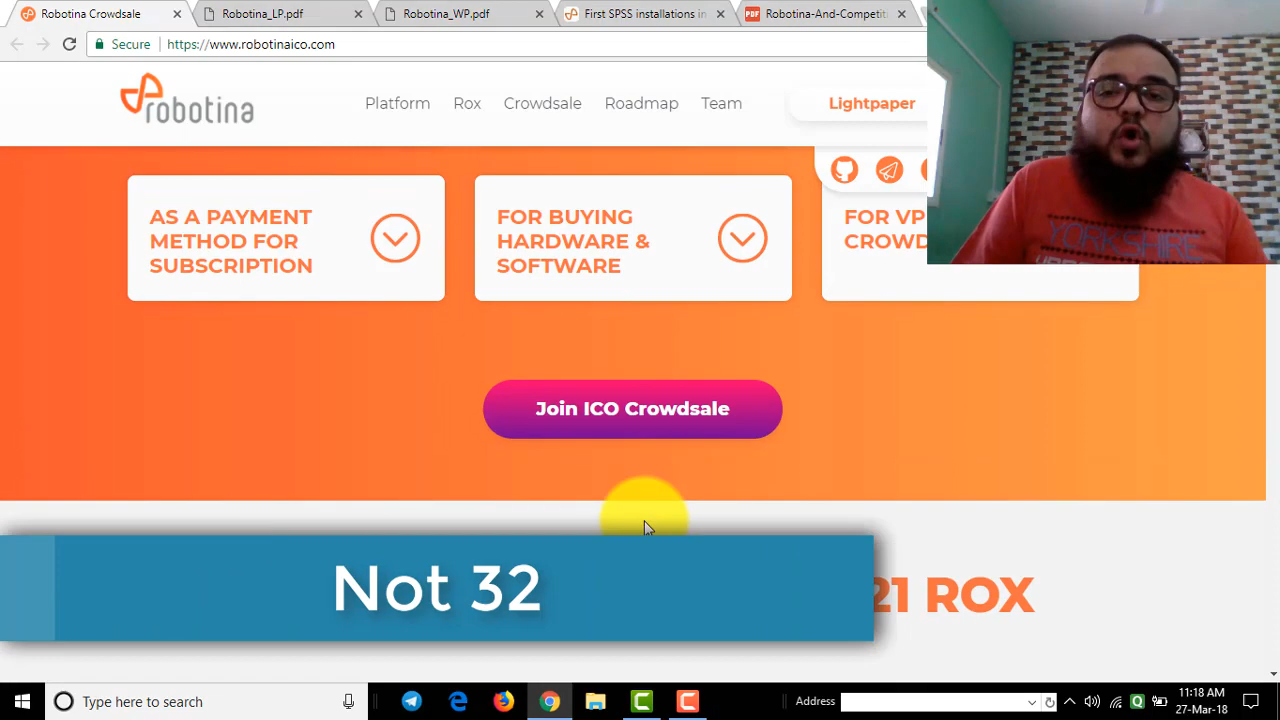 Robotina Crowdsale
Robotina_LP.pdf
Robotina_WP.pdf
First SPSS installations in
Robotina-And-Competit
Secure
https://www.robotinaico.com
robotina
Platform
Rox
Crowdsale
Roadmap
Team
Lightpaper
AS A PAYMENT
METHOD FOR
SUBSCRIPTION
FOR BUYING
HARDWARE &
SOFTWARE
FOR VP
CROWD
YORKSHIRE
Join ICO Crowdsale
Not 32
21 ROX
Type here to search
Address
11:18 AM
27-Mar-18